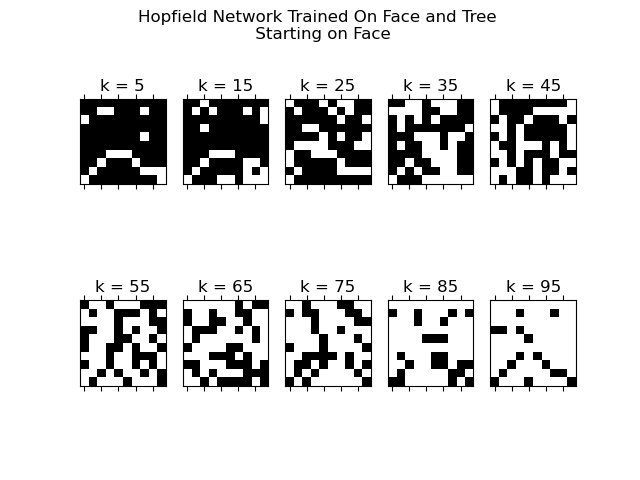 Hopfield Network Trained On Face and Tree
Starting on Face
k = 5 k = 15 k = 25 k = 35 k = 45
k = 55 k = 65 k = 75 k = 85 k = 95